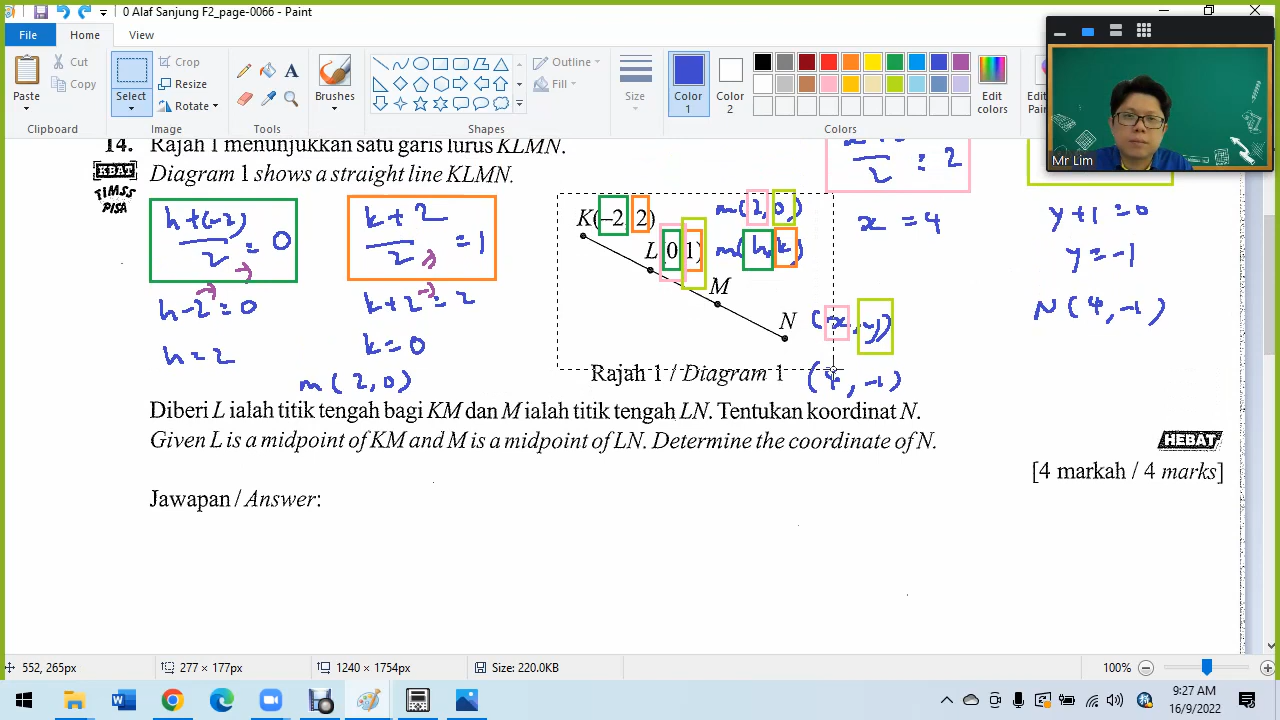 0 Alaf Sanjung F2_page-0066 - Paint
File
Home
View
Paste
Cut
Copy
Clipboard
Select
Crop
Resize
Rotate
Image
Tools
Brushes
Shapes
Outline
Fill
Size
Color 1
Color 2
Colors
Edit colors
Mr Lim
14. Rajah 1 menunjukkan satu garis lurus KLMN.
KBAT
Diagram 1 shows a straight line KLMN.
TIMSS
PISA
h+(-2)/2 = 0
h-2=0
h=2
k+2/2 = 1
k+2=2
k=0
m(2,0)
K(–2, 2)
L(0, 1)
M
N
m(2,0)
m(h,k)
(x,y)
(4,-1)
2 = 2
x = 4
y+1 =0
y=-1
N(4,-1)
Rajah 1 / Diagram 1
Diberi L ialah titik tengah bagi KM dan M ialah titik tengah LN. Tentukan koordinat N.
Given L is a midpoint of KM and M is a midpoint of LN. Determine the coordinate of N.
HEBAT
[4 markah / 4 marks]
Jawapan / Answer:
552, 265px
277 × 177px
1240 × 1754px
Size: 220.0KB
100%
9:27 AM
16/9/2022